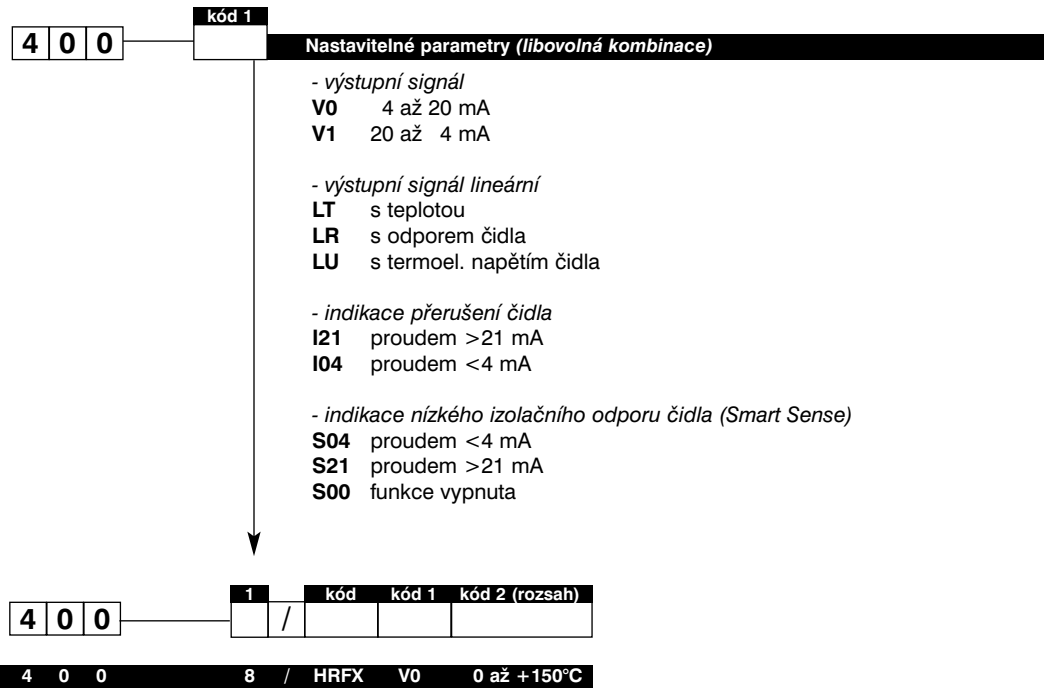 kód 1
4 0 0
Nastavitelné parametry (libovolná kombinace)
- výstupní signál
V0 4 až 20 mA
V1 20 až 4 mA
- výstupní signál lineární
LT s teplotou
LR s odporem čidla
LU s termoel. napětím čidla
- indikace přerušení čidla
I21 proudem >21 mA
I04 proudem <4 mA
- indikace nízkého izolačního odporu čidla (Smart Sense)
S04 proudem <4 mA
S21 proudem >21 mA
S00 funkce vypnuta
1 kód kód 1 kód 2 (rozsah)
4 0 0 /
4 0 0 8 / HRFX V0 0 až +150°C